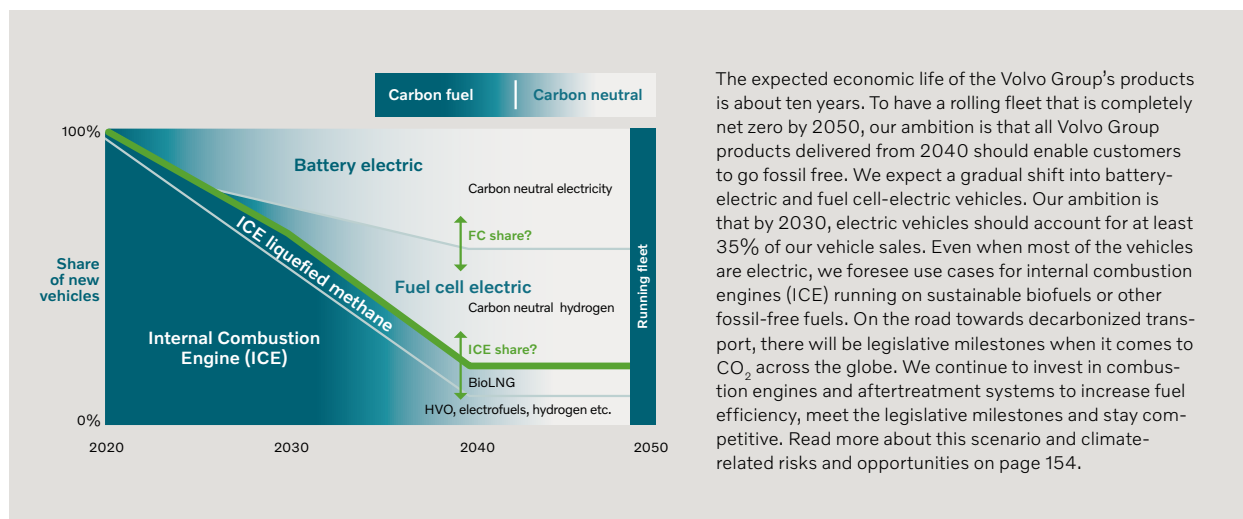 Carbon fuel
Carbon neutral
100%
Battery electric
Carbon neutral electricity
FC share?
ICE liquefied methane
Share
of new
vehicles
Fuel cell electric
Carbon neutral hydrogen
Running fleet
Internal Combustion
Engine (ICE)
ICE share?
BioLNG
HVO, electrofuels, hydrogen etc.
0%
2020
2030
2040
2050
The expected economic life of the Volvo Group's products
is about ten years. To have a rolling fleet that is completely
net zero by 2050, our ambition is that all Volvo Group
products delivered from 2040 should enable customers
to go fossil free. We expect a gradual shift into battery-
electric and fuel cell-electric vehicles. Our ambition is
that by 2030, electric vehicles should account for at least
35% of our vehicle sales. Even when most of the vehicles
are electric, we foresee use cases for internal combustion
engines (ICE) running on sustainable biofuels or other
fossil-free fuels. On the road towards decarbonized trans-
port, there will be legislative milestones when it comes to
CO₂ across the globe. We continue to invest in combus-
tion engines and aftertreatment systems to increase fuel
efficiency, meet the legislative milestones and stay com-
petitive. Read more about this scenario and climate-
related risks and opportunities on page 154.